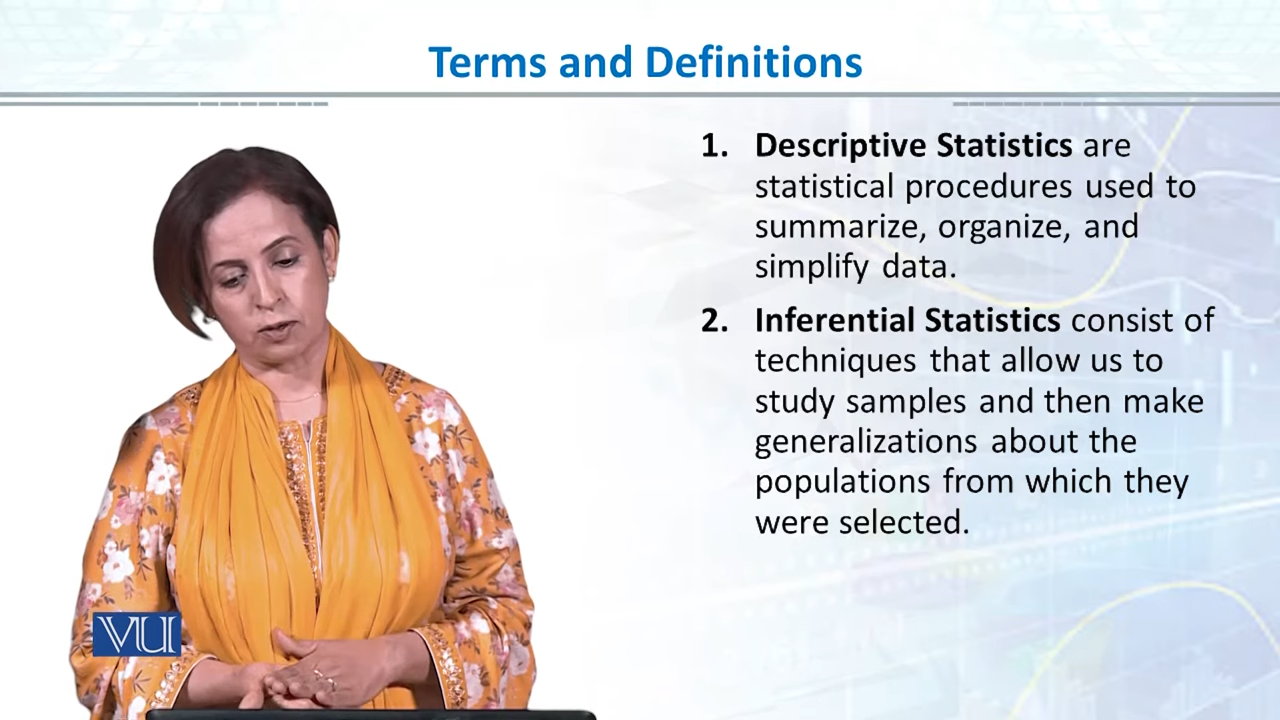 Terms and Definitions
1. Descriptive Statistics are
statistical procedures used to
summarize, organize, and
simplify data.
2. Inferential Statistics consist of
techniques that allow us to
study samples and then make
generalizations about the
populations from which they
were selected.
VU